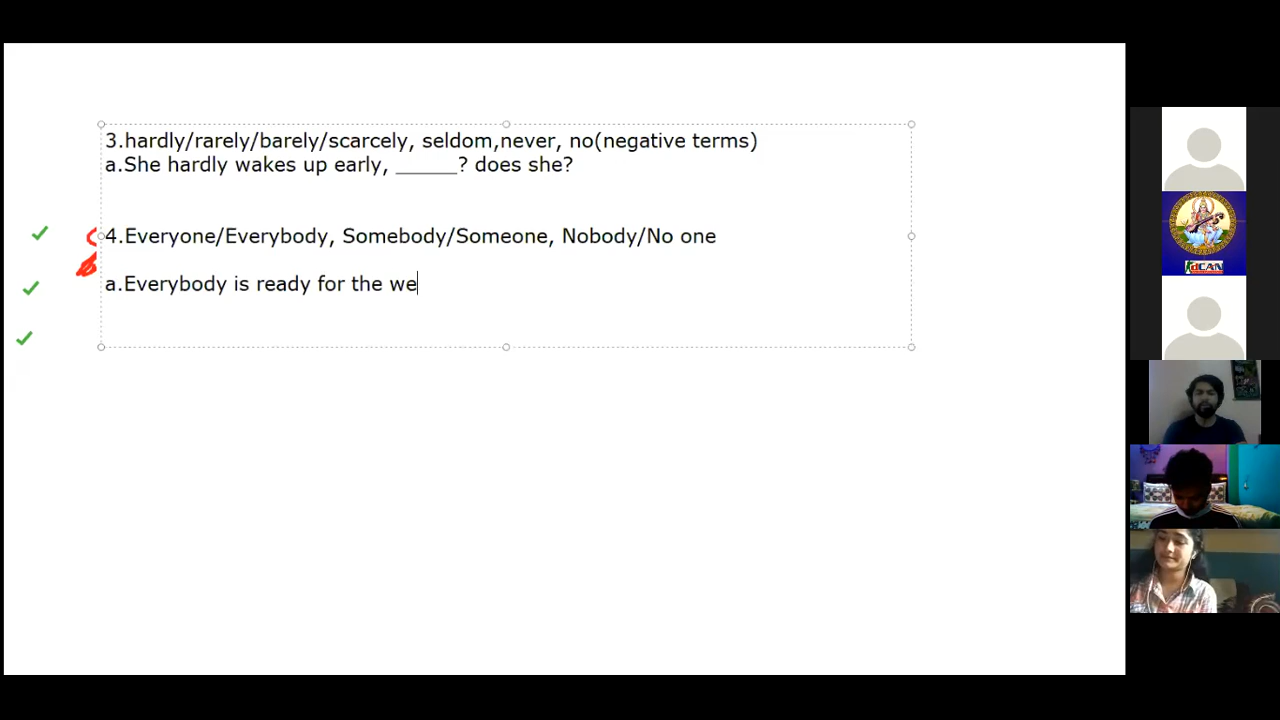 3.hardly/rarely/barely/scarcely, seldom,never, no(negative terms)
a.She hardly wakes up early, ______? does she?
4.Everyone/Everybody, Somebody/Someone, Nobody/No one
a.Everybody is ready for the we